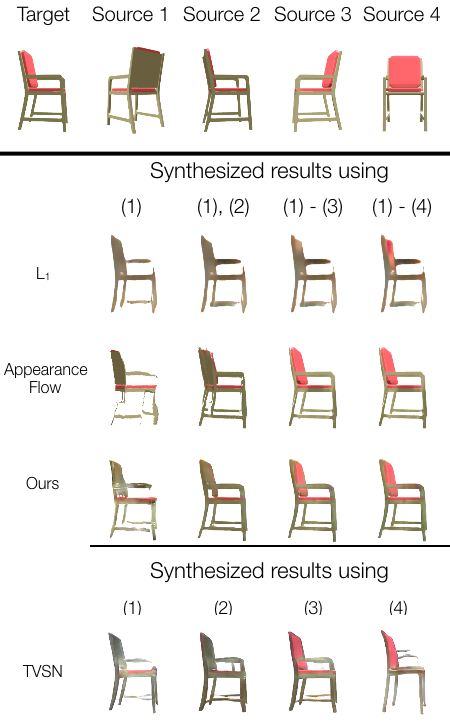 Target Source 1 Source 2 Source 3 Source 4
Synthesized results using
(1) (1), (2) (1) - (3) (1) - (4)
L₁
Appearance
Flow
Ours
Synthesized results using
(1) (2) (3) (4)
TVSN